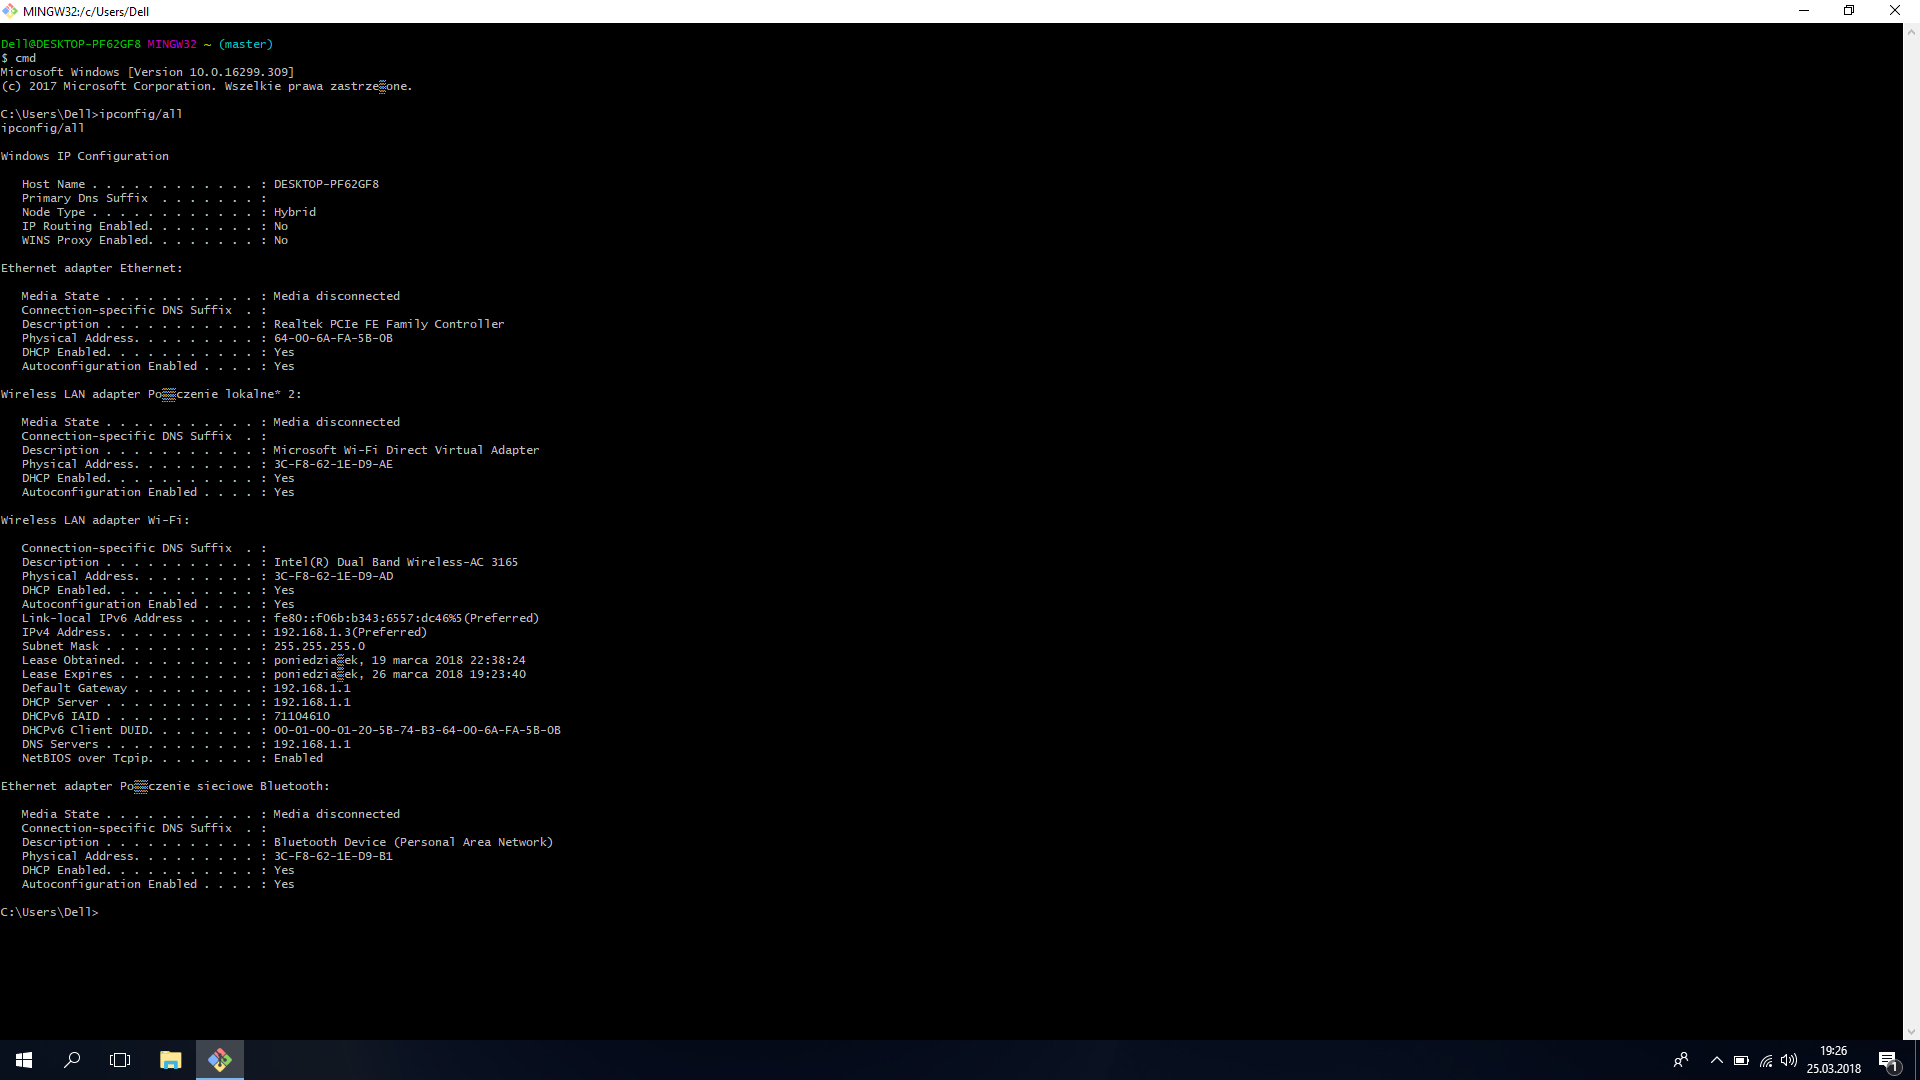 MINGW32:/c/Users/Dell
Dell@DESKTOP-PF62GF8 MINGW32 ~ (master)
$ cmd
Microsoft Windows [Version 10.0.16299.309]
(c) 2017 Microsoft Corporation. Wszelkie prawa zastrze▒one.
C:\Users\Dell>ipconfig/all
ipconfig/all
Windows IP Configuration
Host Name . . . . . . . . . . . . : DESKTOP-PF62GF8
Primary Dns Suffix  . . . . . . . :
Node Type . . . . . . . . . . . . : Hybrid
IP Routing Enabled. . . . . . . . : No
WINS Proxy Enabled. . . . . . . . : No
Ethernet adapter Ethernet:
Media State . . . . . . . . . . . : Media disconnected
Connection-specific DNS Suffix  . :
Description . . . . . . . . . . . : Realtek PCIe FE Family Controller
Physical Address. . . . . . . . . : 64-00-6A-FA-5B-0B
DHCP Enabled. . . . . . . . . . . : Yes
Autoconfiguration Enabled . . . . : Yes
Wireless LAN adapter Po▒▒czenie lokalne* 2:
Media State . . . . . . . . . . . : Media disconnected
Connection-specific DNS Suffix  . :
Description . . . . . . . . . . . : Microsoft Wi-Fi Direct Virtual Adapter
Physical Address. . . . . . . . . : 3C-F8-62-1E-D9-AE
DHCP Enabled. . . . . . . . . . . : Yes
Autoconfiguration Enabled . . . . : Yes
Wireless LAN adapter Wi-Fi:
Connection-specific DNS Suffix  . :
Description . . . . . . . . . . . : Intel(R) Dual Band Wireless-AC 3165
Physical Address. . . . . . . . . : 3C-F8-62-1E-D9-AD
DHCP Enabled. . . . . . . . . . . : Yes
Autoconfiguration Enabled . . . . : Yes
Link-local IPv6 Address . . . . . : fe80::f06b:b343:6557:dc46%5(Preferred)
IPv4 Address. . . . . . . . . . . : 192.168.1.3(Preferred)
Subnet Mask . . . . . . . . . . . : 255.255.255.0
Lease Obtained. . . . . . . . . . : poniedzia▒ek, 19 marca 2018 22:38:24
Lease Expires . . . . . . . . . . : poniedzia▒ek, 26 marca 2018 19:23:40
Default Gateway . . . . . . . . . : 192.168.1.1
DHCP Server . . . . . . . . . . . : 192.168.1.1
DHCPv6 IAID . . . . . . . . . . . : 71104610
DHCPv6 Client DUID. . . . . . . . : 00-01-00-01-20-5B-74-B3-64-00-6A-FA-5B-0B
DNS Servers . . . . . . . . . . . : 192.168.1.1
NetBIOS over Tcpip. . . . . . . . : Enabled
Ethernet adapter Po▒▒czenie sieciowe Bluetooth:
Media State . . . . . . . . . . . : Media disconnected
Connection-specific DNS Suffix  . :
Description . . . . . . . . . . . : Bluetooth Device (Personal Area Network)
Physical Address. . . . . . . . . : 3C-F8-62-1E-D9-B1
DHCP Enabled. . . . . . . . . . . : Yes
Autoconfiguration Enabled . . . . : Yes
C:\Users\Dell>
19:26
25.03.2018
1